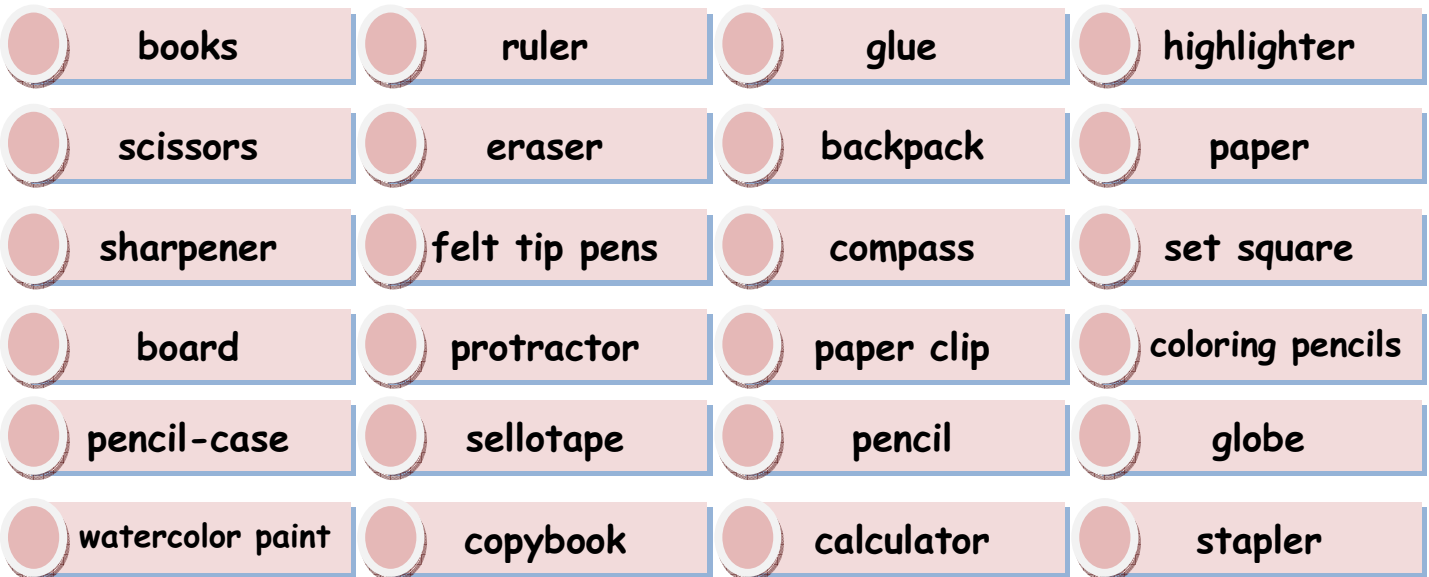 books ruler glue highlighter
scissors eraser backpack paper
sharpener felt tip pens compass set square
board protractor paper clip coloring pencils
pencil-case sellotape pencil globe
watercolor paint copybook calculator stapler